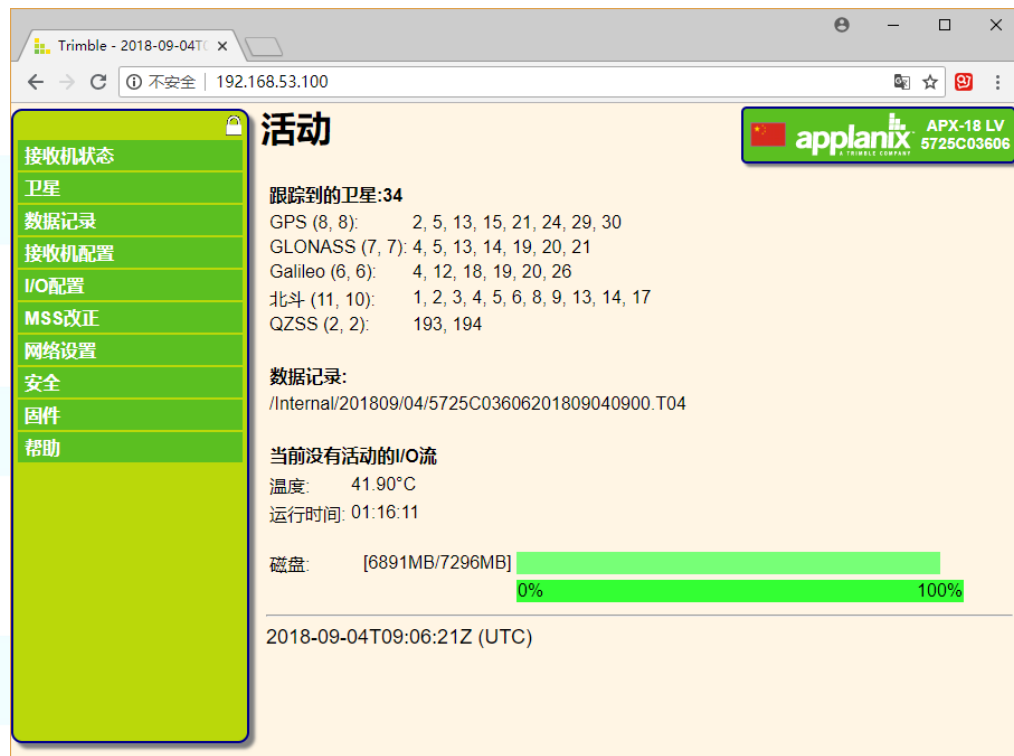 Trimble - 2018-09-04T
不安全 | 192.168.53.100
接收机状态
卫星
数据记录
接收机配置
I/O配置
MSS改正
网络设置
安全
固件
帮助
活动
applanix
A TRIMBLE COMPANY
APX-18 LV
5725C03606
跟踪到的卫星:34
GPS (8, 8): 2, 5, 13, 15, 21, 24, 29, 30
GLONASS (7, 7): 4, 5, 13, 14, 19, 20, 21
Galileo (6, 6): 4, 12, 18, 19, 20, 26
北斗 (11, 10): 1, 2, 3, 4, 5, 6, 8, 9, 13, 14, 17
QZSS (2, 2): 193, 194
数据记录:
/Internal/201809/04/5725C03606201809040900.T04
当前没有活动的I/O流
温度: 41.90°C
运行时间: 01:16:11
磁盘: [6891MB/7296MB]
0% 100%
2018-09-04T09:06:21Z (UTC)